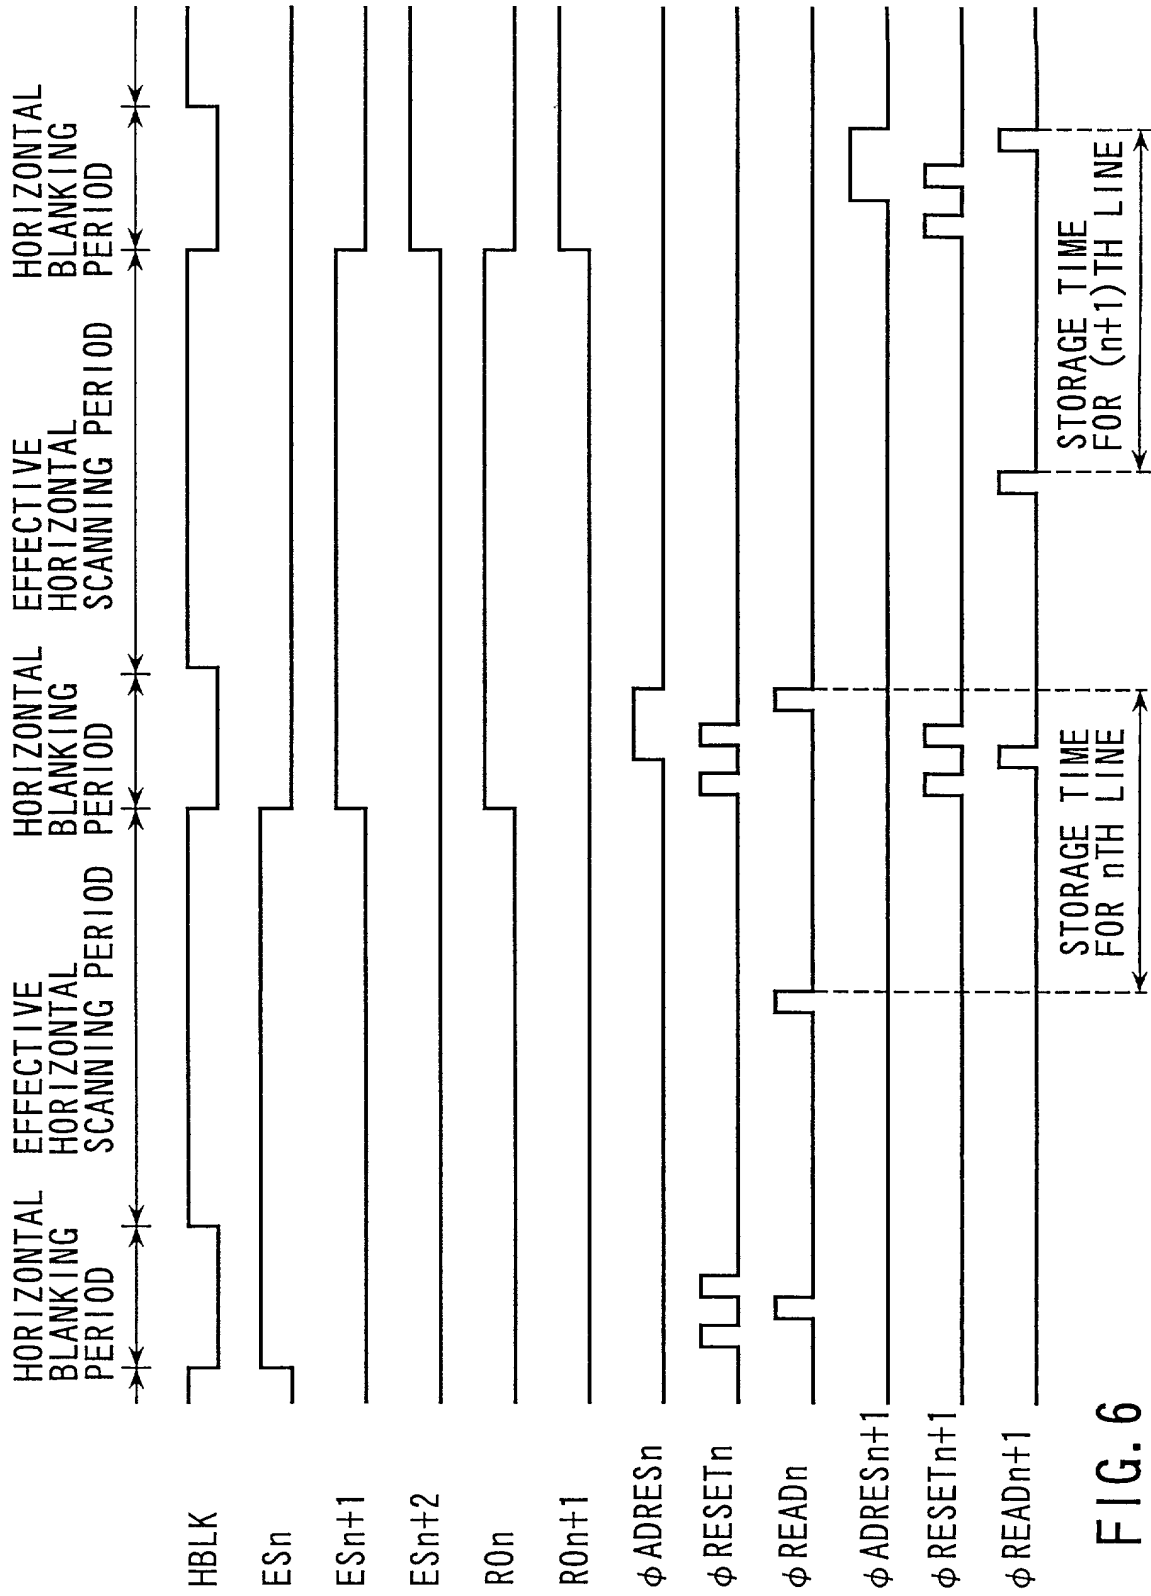 HORIZONTAL
BLANKING
PERIOD
EFFECTIVE
HORIZONTAL
SCANNING PERIOD
HORIZONTAL
BLANKING
PERIOD
EFFECTIVE
HORIZONTAL
SCANNING PERIOD
HORIZONTAL
BLANKING
PERIOD
HBLK
ESn
ESn+1
ESn+2
ROn
ROn+1
φADRESn
φRESETn
φREADn
φADRESn+1
φRESETn+1
φREADn+1
STORAGE TIME
FOR nTH LINE
STORAGE TIME
FOR (n+1)TH LINE
FIG. 6